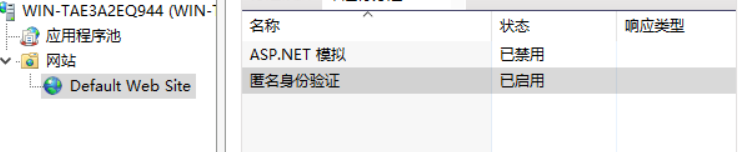 WIN-TAE3A2EQ944 (WIN-T
应用程序池
网站
Default Web Site
名称 状态 响应类型
ASP.NET 模拟 已禁用
匿名身份验证 已启用